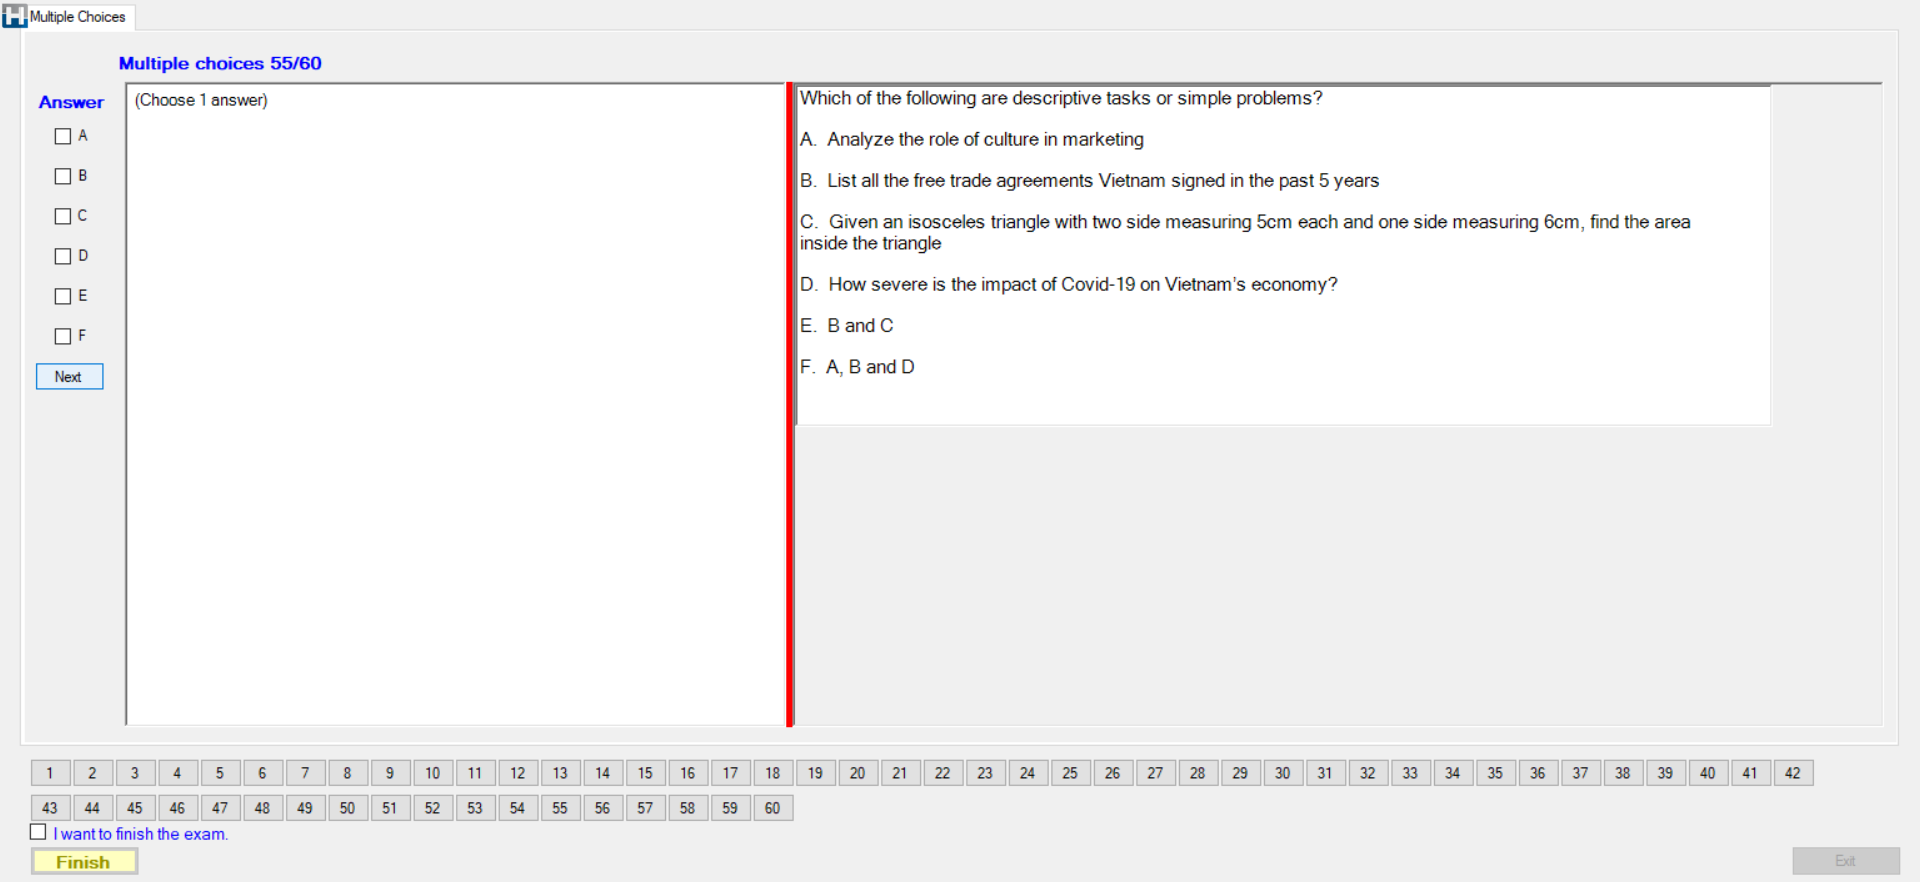 Multiple Choices
Multiple choices 55/60
Answer
A
B
C
D
E
F
Next
(Choose 1 answer)
Which of the following are descriptive tasks or simple problems?
A. Analyze the role of culture in marketing
B. List all the free trade agreements Vietnam signed in the past 5 years
C. Given an isosceles triangle with two side measuring 5cm each and one side measuring 6cm, find the area
inside the triangle
D. How severe is the impact of Covid-19 on Vietnam's economy?
E. B and C
F. A, B and D
1 2 3 4 5 6 7 8 9 10 11 12 13 14 15 16 17 18 19 20 21 22 23 24 25 26 27 28 29 30 31 32 33 34 35 36 37 38 39 40 41 42
43 44 45 46 47 48 49 50 51 52 53 54 55 56 57 58 59 60
I want to finish the exam.
Finish
Exit